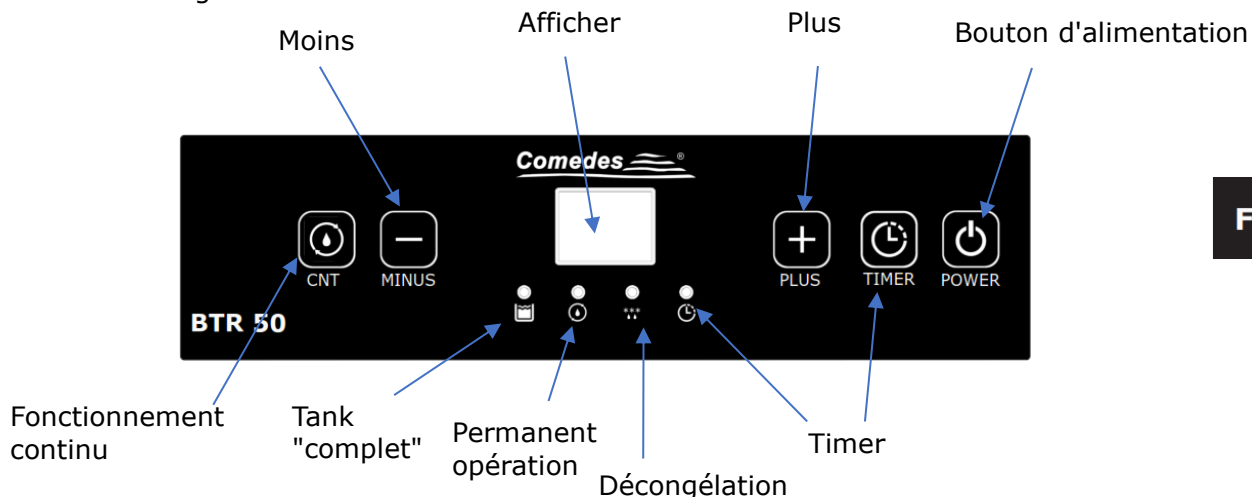 Moins
Afficher
Plus
Bouton d'alimentation
Comedes ®
CNT
MINUS
PLUS
TIMER
POWER
BTR 50
F
Fonctionnement
continu
Tank
"complet"
Permanent
opération
Décongélation
Timer